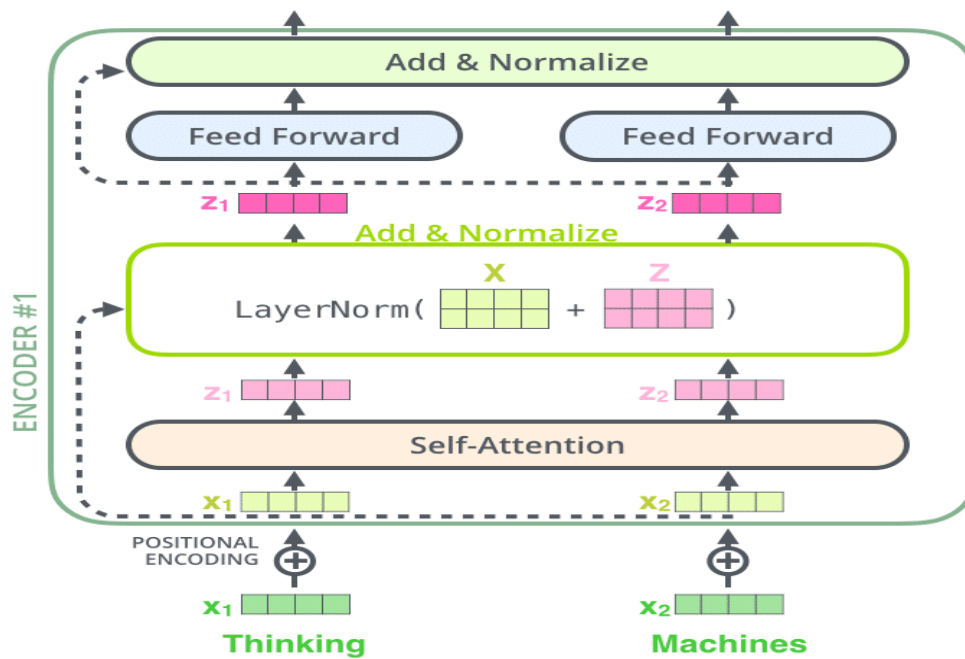 Add & Normalize
Feed Forward Feed Forward
z1 z2
Add & Normalize
X Z
LayerNorm( + )
ENCODER #1
z1 z2
Self-Attention
x1 x2
POSITIONAL
ENCODING
x1 x2
Thinking Machines